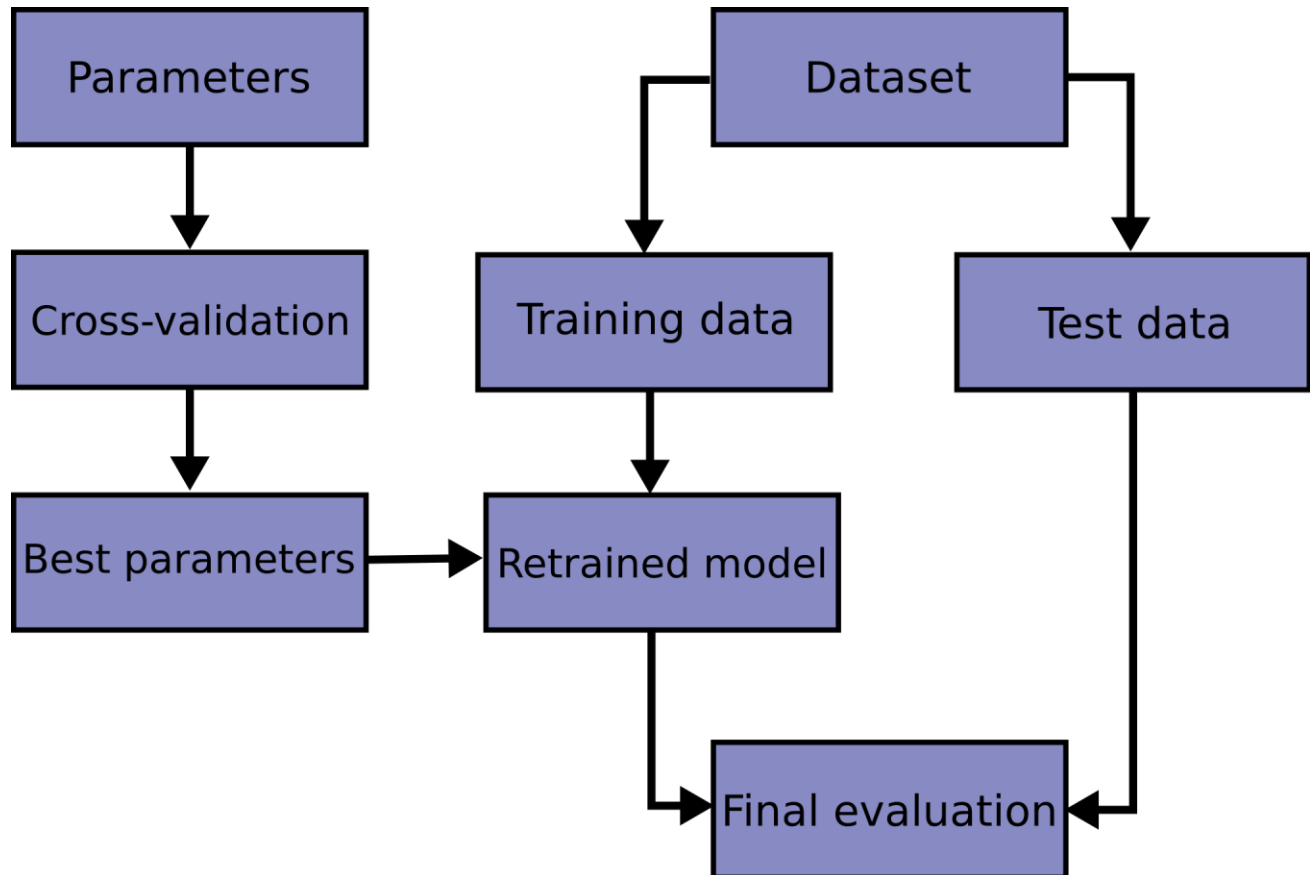 Parameters
Dataset
Cross-validation
Training data
Test data
Best parameters
Retrained model
Final evaluation